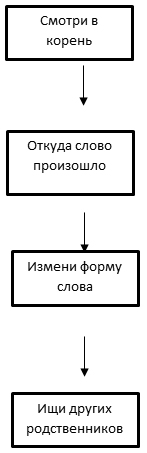 Смотри в
корень
Откуда слово
произошло
Измени форму
слова
Ищи других
родственников